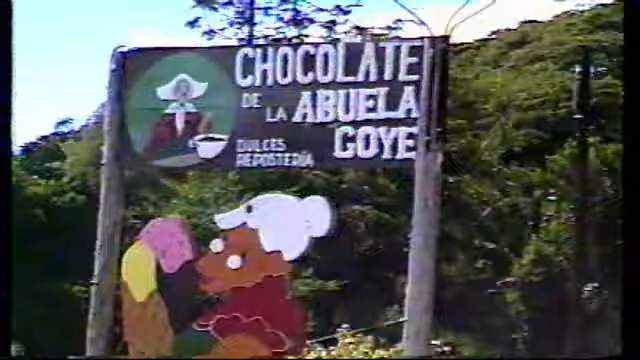 CHOCOLATE
DE LA ABUELA
GOYE
DULCES
REPOSTERÍA